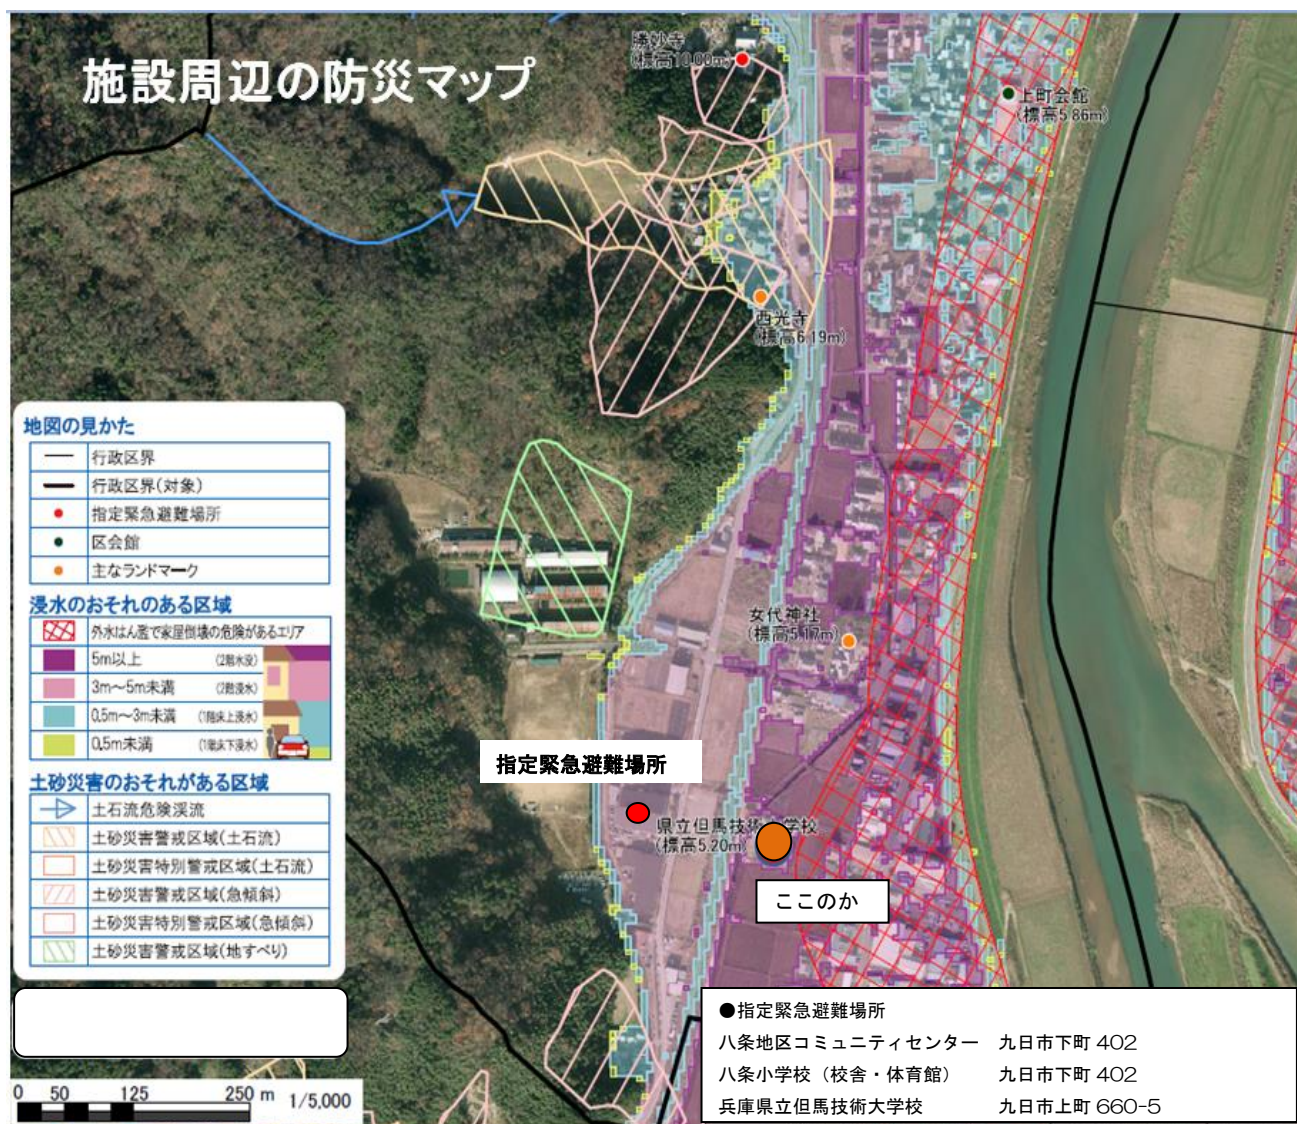 施設周辺の防災マップ
勝妙寺
(標高10.00m)
上町会館
(標高5.86m)
西光寺
(標高6.19m)
地図の見かた
行政区界
行政区界(対象)
指定緊急避難場所
区会館
主なランドマーク
浸水のおそれのある区域
外水はん濫で家屋倒壊の危険があるエリア
5m以上 (2階水没)
3m～5m未満 (2階浸水)
0.5m～3m未満 (1階床上浸水)
0.5m未満 (1階床下浸水)
土砂災害のおそれがある区域
土石流危険渓流
土砂災害警戒区域(土石流)
土砂災害特別警戒区域(土石流)
土砂災害警戒区域(急傾斜)
土砂災害特別警戒区域(急傾斜)
土砂災害警戒区域(地すべり)
女代神社
(標高5.17m)
指定緊急避難場所
県立但馬技術大学校
(標高5.20m)
ここのか
●指定緊急避難場所
八条地区コミュニティセンター 九日市下町 402
八条小学校（校舎・体育館） 九日市下町 402
兵庫県立但馬技術大学校 九日市上町 660-5
0 50 125 250 m 1/5,000